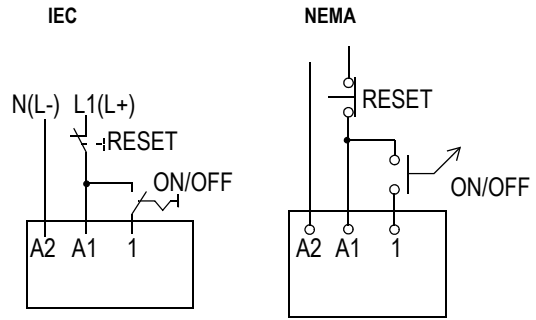 IEC
N(L-) L1(L+)
RESET
ON/OFF
A2 A1 1
NEMA
RESET
ON/OFF
A2 A1 1